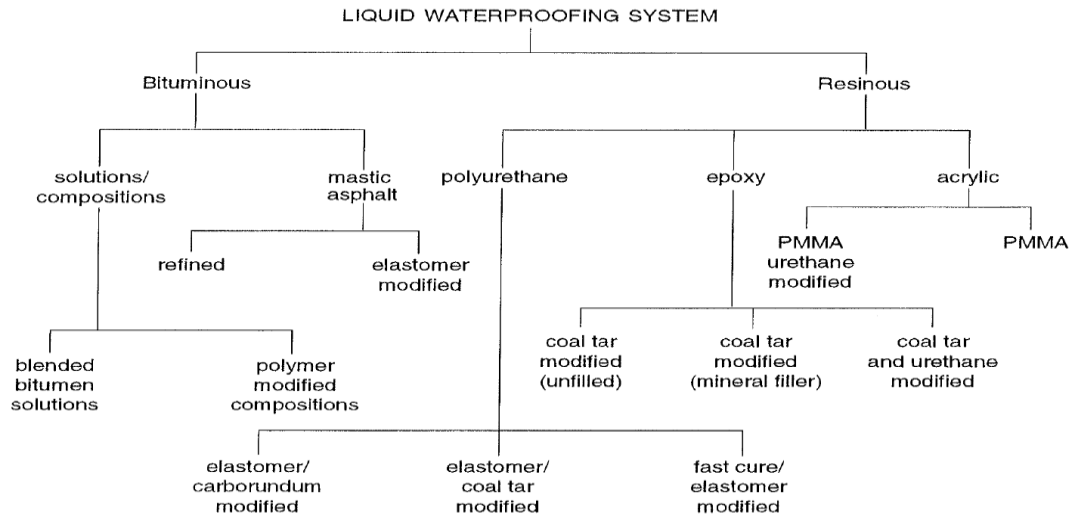 LIQUID WATERPROOFING SYSTEM
Bituminous
Resinous
solutions/
compositions
mastic
asphalt
polyurethane
epoxy
acrylic
refined
elastomer
modified
PMMA
urethane
modified
PMMA
blended
bitumen
solutions
polymer
modified
compositions
coal tar
modified
(unfilled)
coal tar
modified
(mineral filler)
coal tar
and urethane
modified
elastomer/
carborundum
modified
elastomer/
coal tar
modified
fast cure/
elastomer
modified